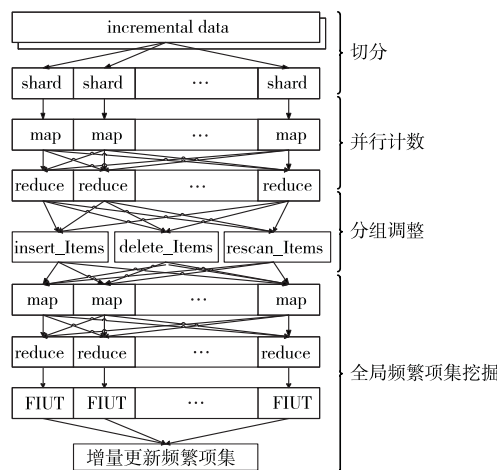 incremental data
切分
shard shard ... shard
并行计数
map map ... map
reduce reduce ... reduce
分组调整
insert_Items delete_Items rescan_Items
map map ... map
reduce reduce ... reduce
全局频繁项集挖掘
FIUT FIUT ... FIUT
增量更新频繁项集